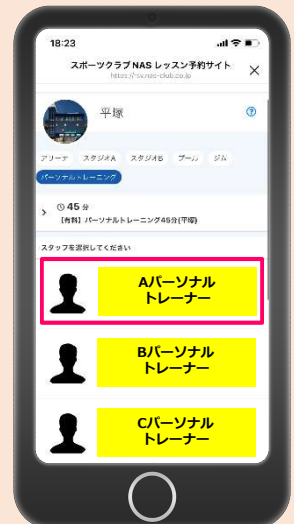 18:23
スポーツクラブNAS レッスン予約サイト
https://rsv.nas-club.co.jp
平塚
アリーナ スタジオA スタジオB プール ジム
パーソナルトレーニング
45 分
【有料】パーソナルトレーニング45分(平塚)
スタッフを選択してください
Aパーソナル
トレーナー
Bパーソナル
トレーナー
Cパーソナル
トレーナー